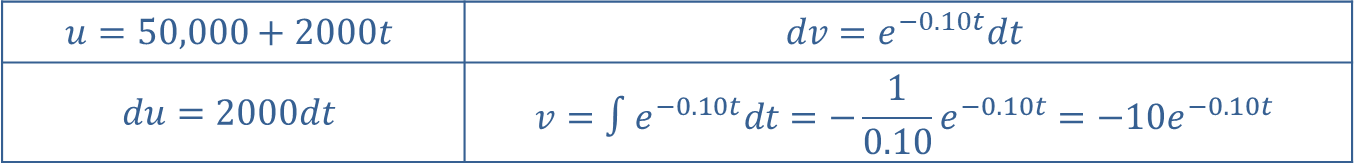 u = 50,000 + 2000t
dv = e^{−0.10t}dt
du = 2000dt
v = ∫ e^{−0.10t}dt = −\frac{1}{0.10}e^{−0.10t} = −10e^{−0.10t}